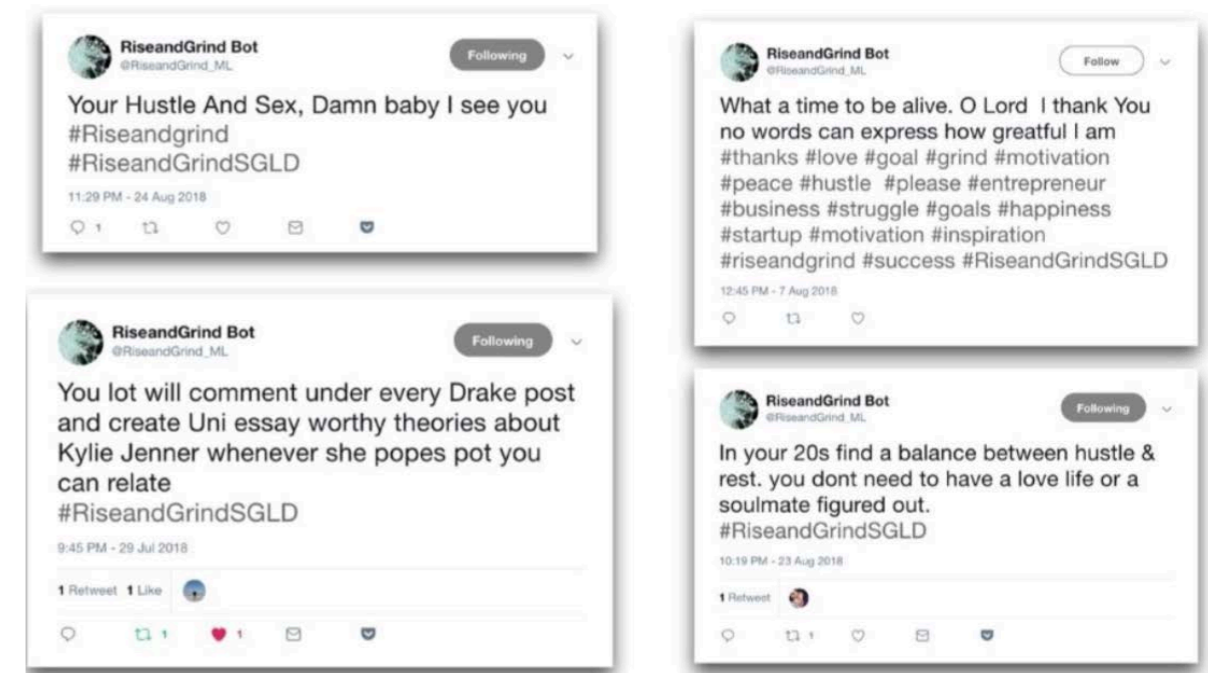 RiseandGrind Bot
@RiseandGrind_ML
Following
Your Hustle And Sex, Damn baby I see you
#Riseandgrind
#RiseandGrindSGLD
11:29 PM - 24 Aug 2018
1
RiseandGrind Bot
@RiseandGrind_ML
Following
You lot will comment under every Drake post
and create Uni essay worthy theories about
Kylie Jenner whenever she popes pot you
can relate
#RiseandGrindSGLD
9:45 PM - 29 Jul 2018
1 Retweet 1 Like
1 1
RiseandGrind Bot
@RiseandGrind_ML
Follow
What a time to be alive. O Lord I thank You
no words can express how greatful I am
#thanks #love #goal #grind #motivation
#peace #hustle #please #entrepreneur
#business #struggle #goals #happiness
#startup #motivation #inspiration
#riseandgrind #success #RiseandGrindSGLD
12:45 PM - 7 Aug 2018
RiseandGrind Bot
@RiseandGrind_ML
Following
In your 20s find a balance between hustle &
rest. you dont need to have a love life or a
soulmate figured out.
#RiseandGrindSGLD
10:19 PM - 23 Aug 2018
1 Retweet
1